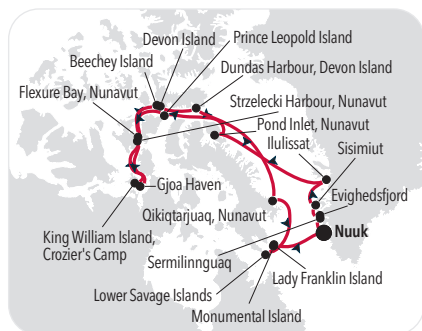 Devon Island
Prince Leopold Island
Beechey Island
Dundas Harbour, Devon Island
Flexure Bay, Nunavut
Strzelecki Harbour, Nunavut
Pond Inlet, Nunavut
Ilulissat
Sisimiut
Gjoa Haven
Evighedsfjord
Qikiqtarjuaq, Nunavut
Nuuk
King William Island,
Crozier's Camp
Sermilinnguaq
Lady Franklin Island
Lower Savage Islands
Monumental Island